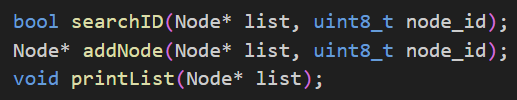 bool searchID(Node* list, uint8_t node_id);
Node* addNode(Node* list, uint8_t node_id);
void printList(Node* list);